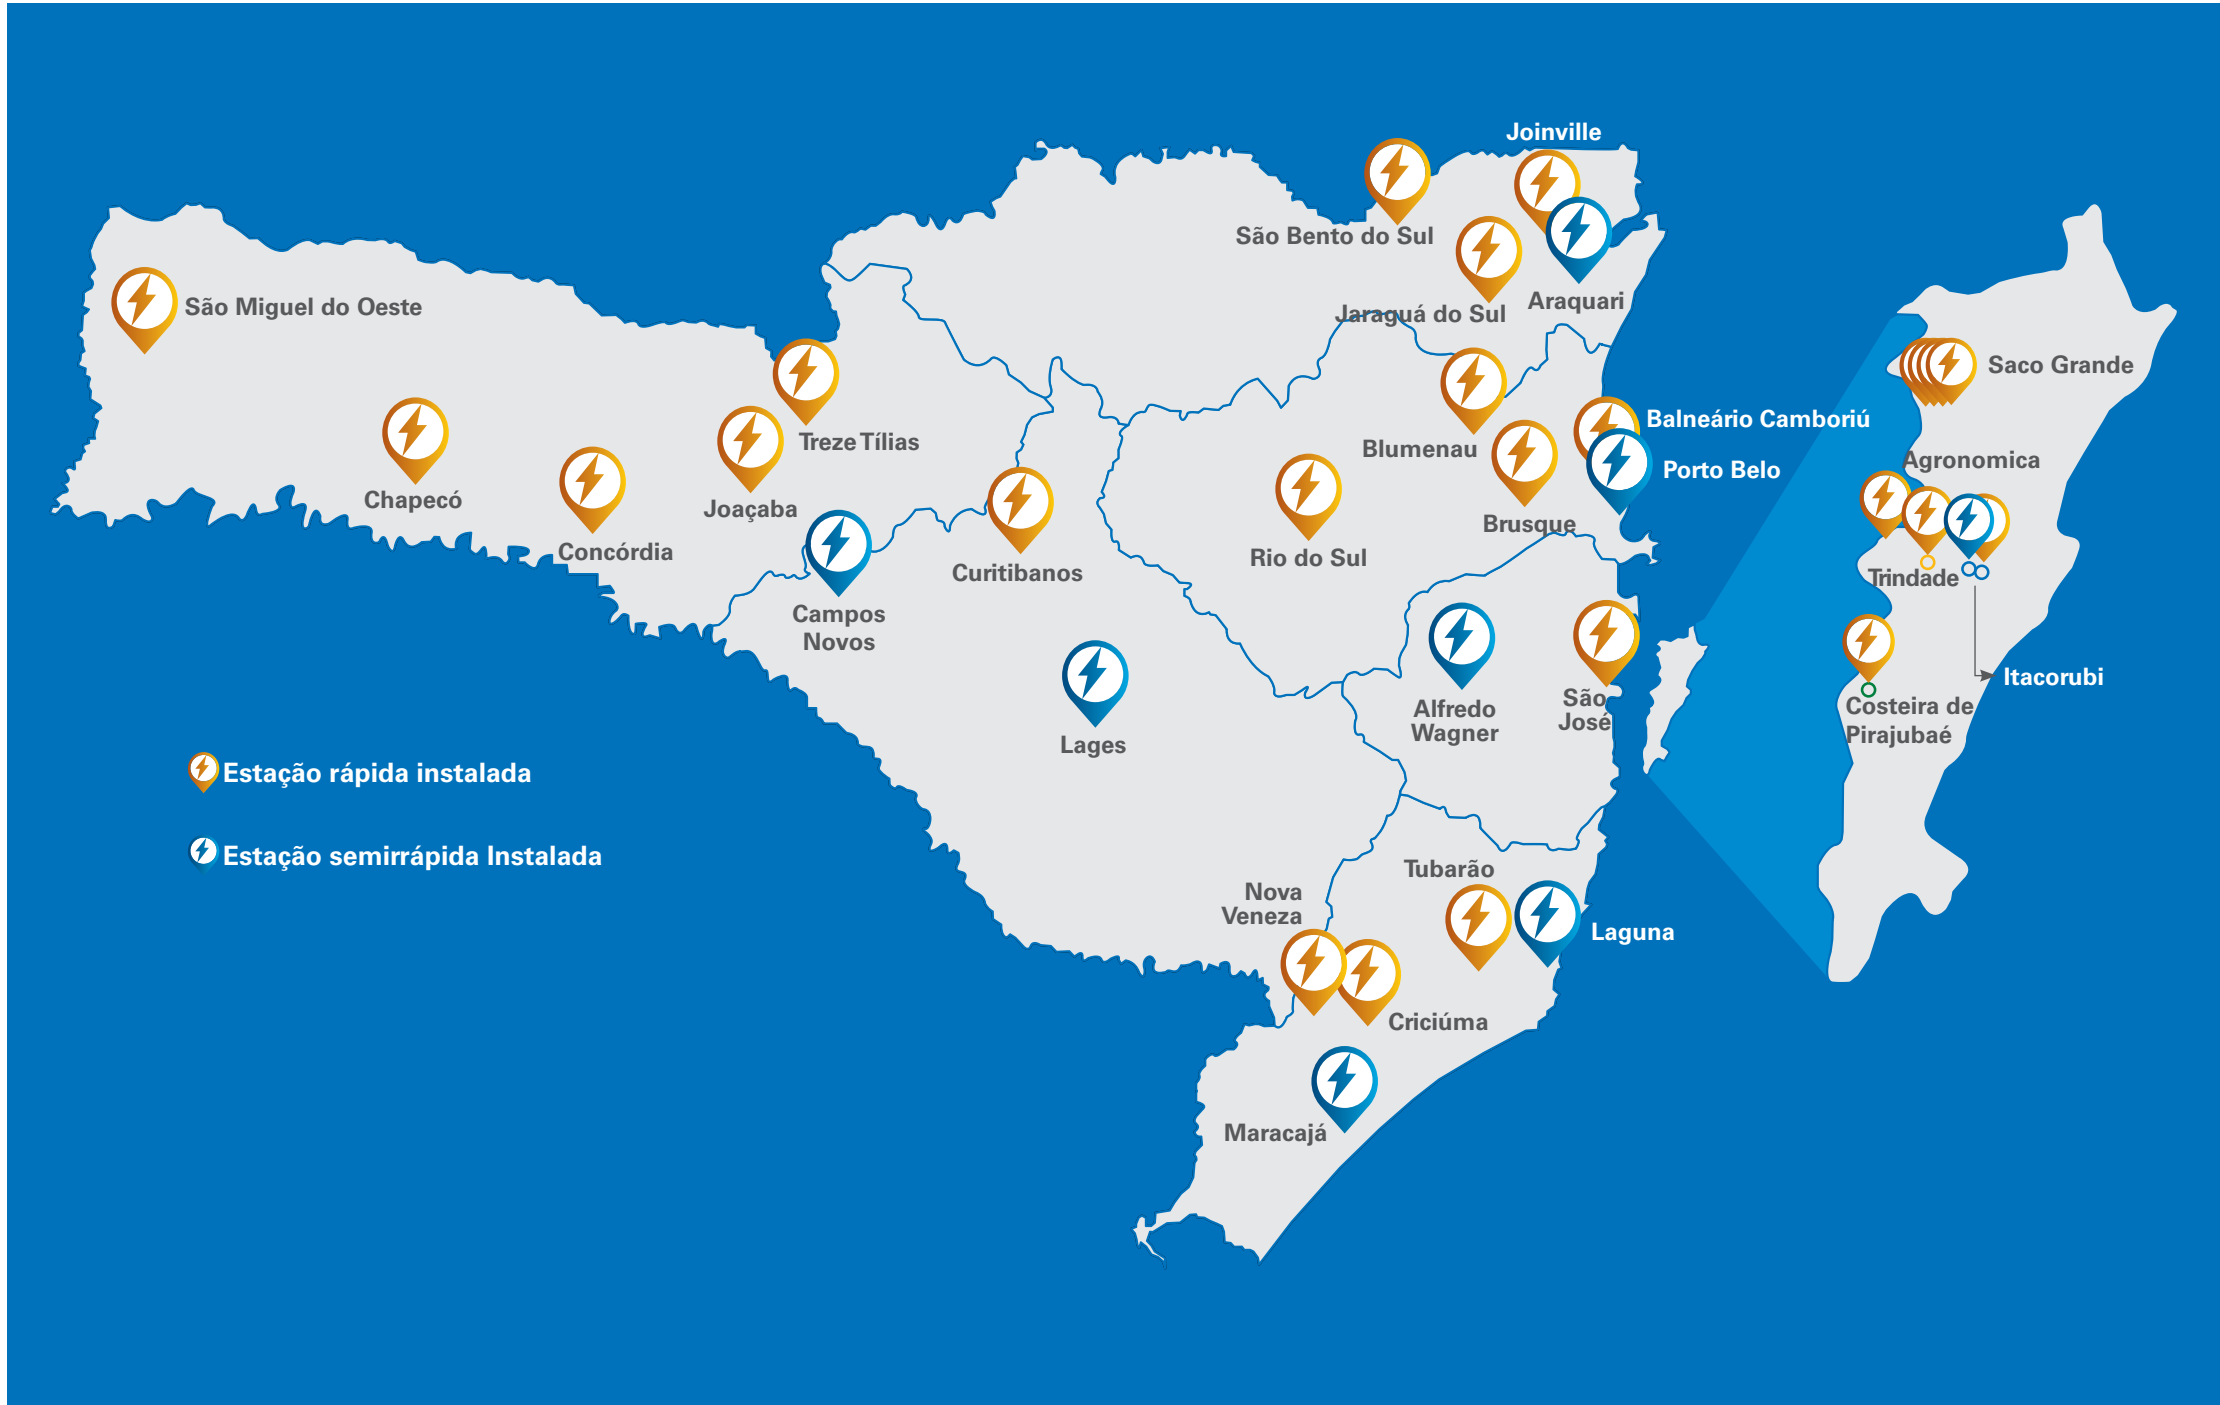 Joinville
São Bento do Sul
Jaraguá do Sul
Araquari
São Miguel do Oeste
Saco Grande
Balneário Camboriú
Treze Tílias
Blumenau
Agronomica
Porto Belo
Chapecó
Joaçaba
Brusque
Concórdia
Rio do Sul
Curitibanos
Trindade
Campos
Novos
Itacorubi
Alfredo
Wagner
São
José
Costeira de
Pirajubaé
Lages
Estação rápida instalada
Estação semirrápida Instalada
Tubarão
Nova
Veneza
Laguna
Criciúma
Maracajá